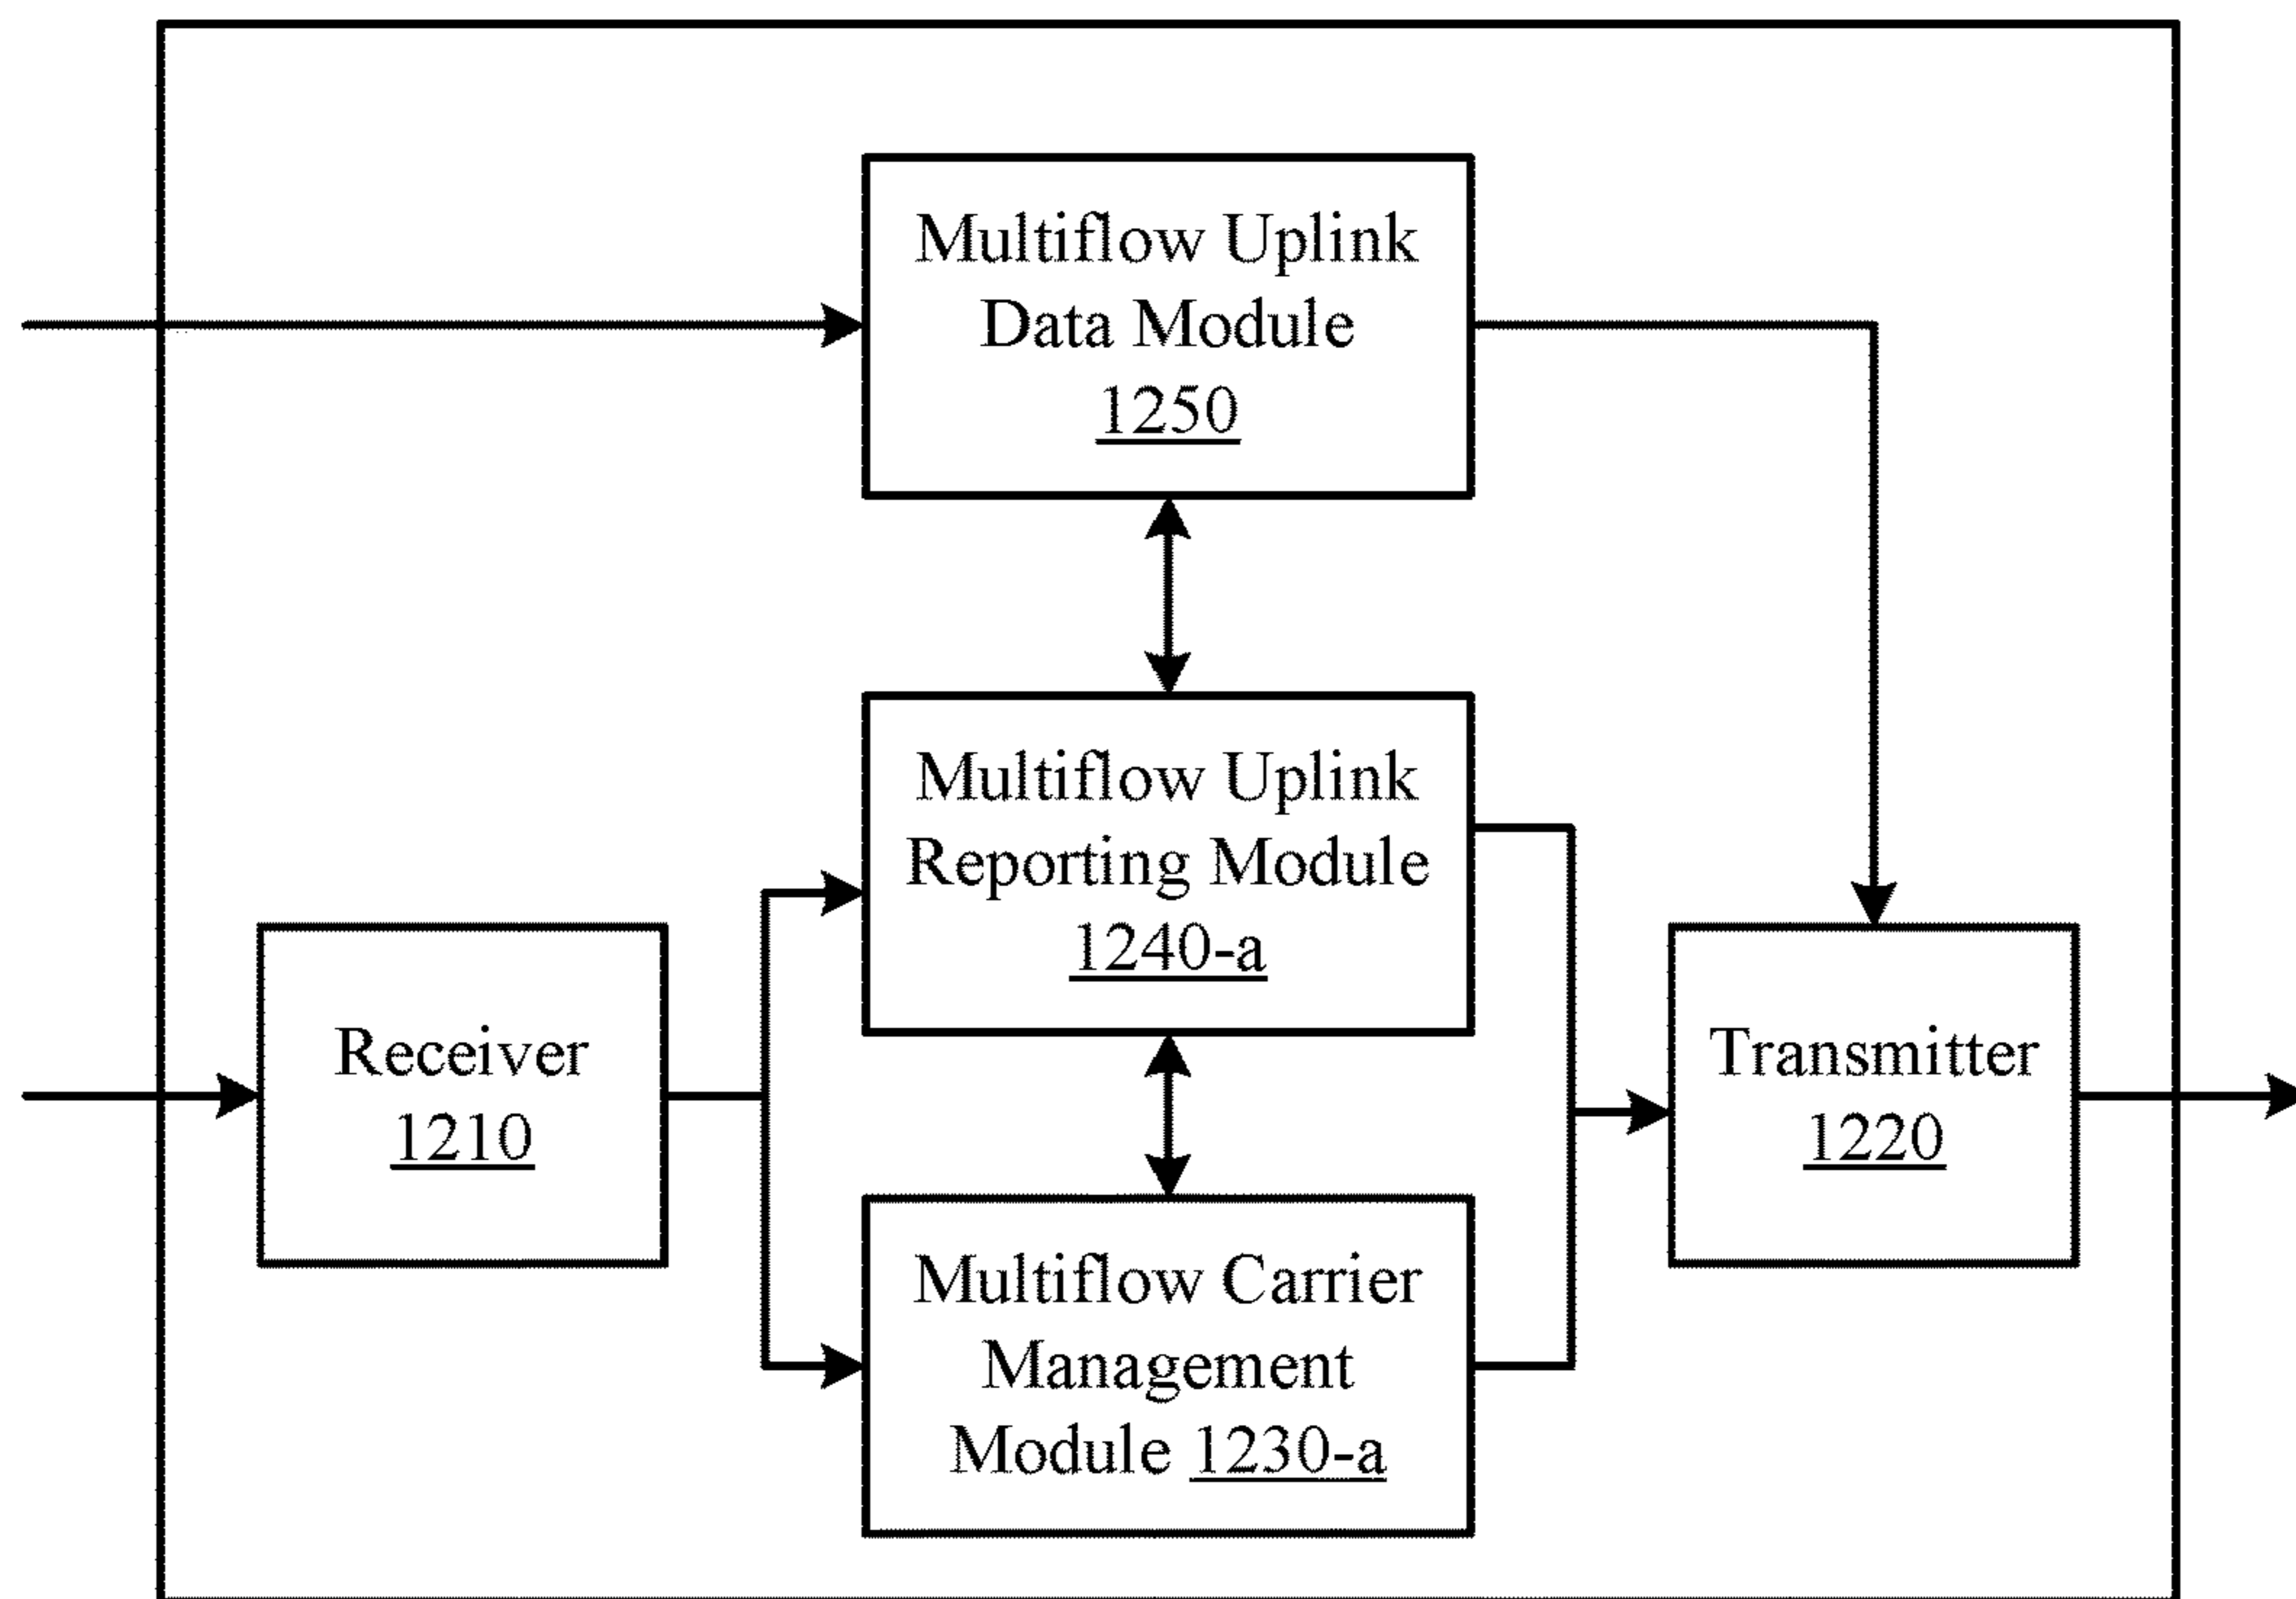 Multiflow Uplink
Data Module
1250
Multiflow Uplink
Reporting Module
1240-a
Receiver
1210
Transmitter
1220
Multiflow Carrier
Management
Module 1230-a